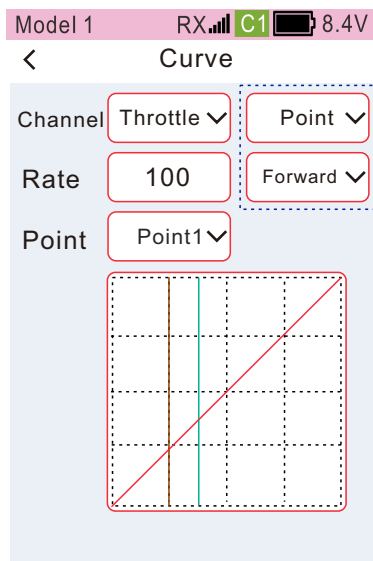 Model 1 RX C1 8.4V
Curve
Channel Throttle Point
Rate 100 Forward
Point Point1